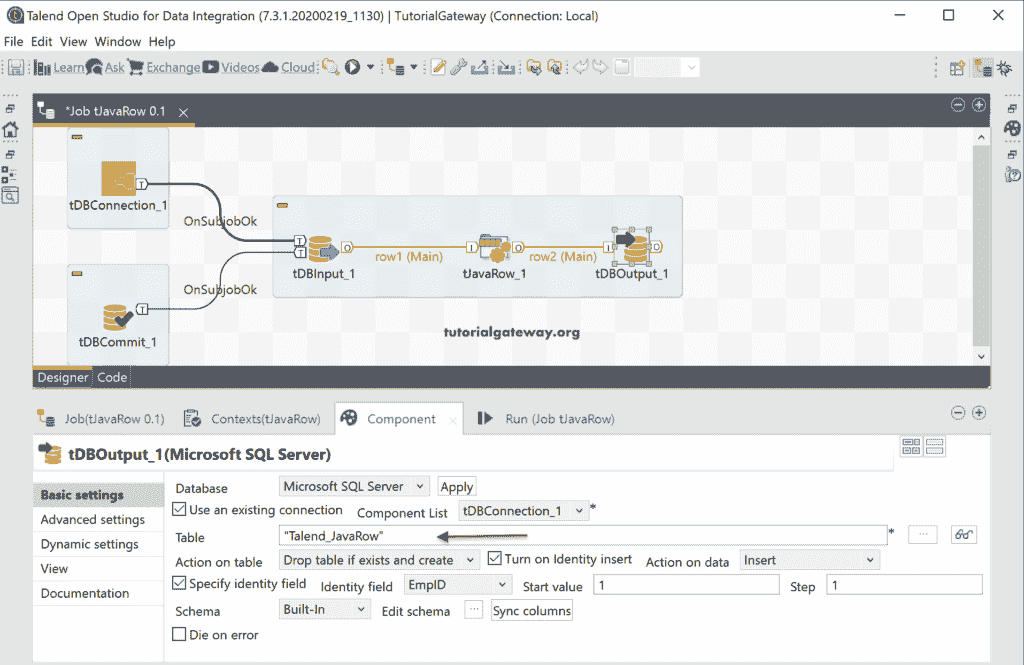 Talend Open Studio for Data Integration (7.3.1.20200219_1130) | TutorialGateway (Connection: Local)
File Edit View Window Help
Learn Ask Exchange Videos Cloud
*Job tJavaRow 0.1
tDBConnection_1
T
OnSubjobOk
T
T
O
row1 (Main)
I
O
row2 (Main)
I
O
tDBInput_1
tJavaRow_1
tDBOutput_1
OnSubjobOk
T
tDBCommit_1
tutorialgateway.org
Designer Code
Job(tJavaRow 0.1) Contexts(tJavaRow) Component Run (Job tJavaRow)
tDBOutput_1(Microsoft SQL Server)
Basic settings
Advanced settings
Dynamic settings
View
Documentation
Database Microsoft SQL Server Apply
Use an existing connection Component List tDBConnection_1 *
Table "Talend_JavaRow" * ...
Action on table Drop table if exists and create Turn on Identity insert Action on data Insert
Specify identity field Identity field EmpID Start value 1 Step 1
Schema Built-In Edit schema ... Sync columns
Die on error